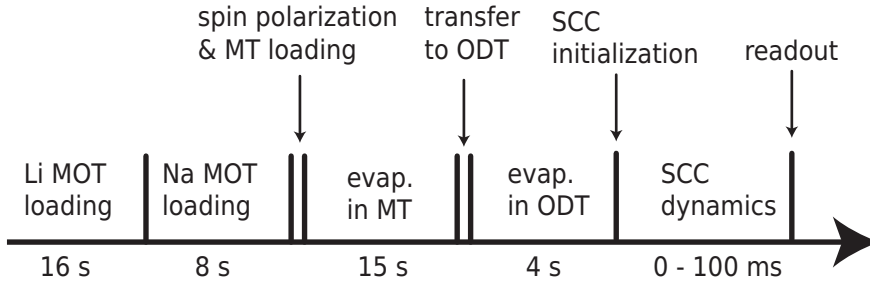 spin polarization
& MT loading
transfer
to ODT
SCC
initialization
readout
Li MOT
loading
Na MOT
loading
evap.
in MT
evap.
in ODT
SCC
dynamics
16 s
8 s
15 s
4 s
0 - 100 ms